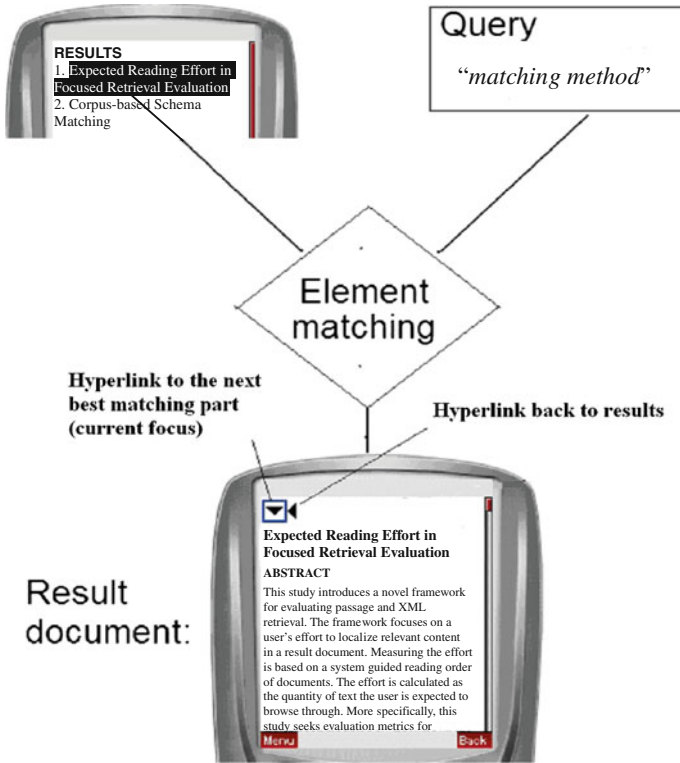 RESULTS
1. Expected Reading Effort in
Focused Retrieval Evaluation
2. Corpus-based Schema
Matching
Query
“matching method”
Element
matching
Hyperlink to the next
best matching part
(current focus)
Hyperlink back to results
Result
document:
Expected Reading Effort in
Focused Retrieval Evaluation
ABSTRACT
This study introduces a novel framework
for evaluating passage and XML
retrieval. The framework focuses on a
user's effort to localize relevant content
in a result document. Measuring the effort
is based on a system guided reading order
of documents. The effort is calculated as
the quantity of text the user is expected to
browse through. More specifically, this
study seeks evaluation metrics for
Menu
Back